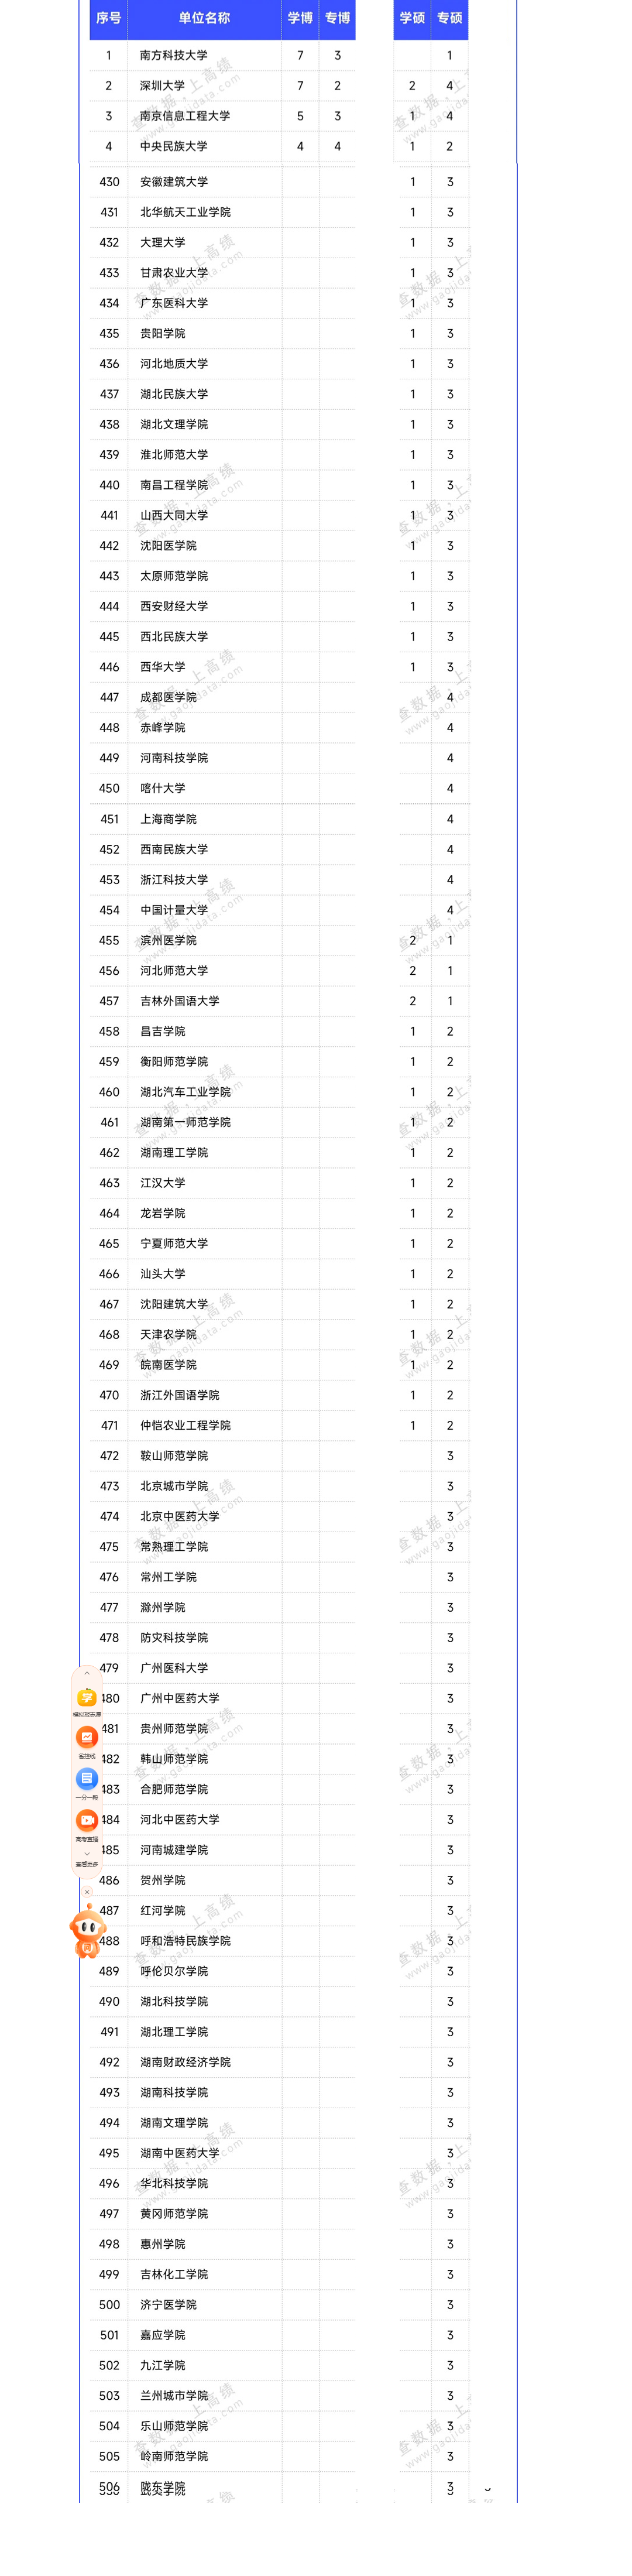 序号 单位名称 学博 专博 学硕 专硕
1 南方科技大学 7 3 1
2 深圳大学 7 2 2 4
3 南京信息工程大学 5 3 1 4
4 中央民族大学 4 4 1 2
430 安徽建筑大学 1 3
431 北华航天工业学院 1 3
432 大理大学 1 3
433 甘肃农业大学 1 3
434 广东医科大学 1 3
435 贵阳学院 1 3
436 河北地质大学 1 3
437 湖北民族大学 1 3
438 湖北文理学院 1 3
439 淮北师范大学 1 3
440 南昌工程学院 1 3
441 山西大同大学 1 3
442 沈阳医学院 1 3
443 太原师范学院 1 3
444 西安财经大学 1 3
445 西北民族大学 1 3
446 西华大学 1 3
447 成都医学院 4
448 赤峰学院 4
449 河南科技学院 4
450 喀什大学 4
451 上海商学院 4
452 西南民族大学 4
453 浙江科技大学 4
454 中国计量大学 4
455 滨州医学院 2 1
456 河北师范大学 2 1
457 吉林外国语大学 2 1
458 昌吉学院 1 2
459 衡阳师范学院 1 2
460 湖北汽车工业学院 1 2
461 湖南第一师范学院 1 2
462 湖南理工学院 1 2
463 江汉大学 1 2
464 龙岩学院 1 2
465 宁夏师范大学 1 2
466 汕头大学 1 2
467 沈阳建筑大学 1 2
468 天津农学院 1 2
469 皖南医学院 1 2
470 浙江外国语学院 1 2
471 仲恺农业工程学院 1 2
472 鞍山师范学院 3
473 北京城市学院 3
474 北京中医药大学 3
475 常熟理工学院 3
476 常州工学院 3
477 滁州学院 3
478 防灾科技学院 3
479 广州医科大学 3
480 广州中医药大学 3
模拟报志愿
481 贵州师范学院 3
482 韩山师范学院 3
省控线
483 合肥师范学院 3
一分一段
484 河北中医药大学 3
高考直播
485 河南城建学院 3
查看更多
486 贺州学院 3
487 红河学院 3
488 呼和浩特民族学院 3
489 呼伦贝尔学院 3
490 湖北科技学院 3
491 湖北理工学院 3
492 湖南财政经济学院 3
493 湖南科技学院 3
494 湖南文理学院 3
495 湖南中医药大学 3
496 华北科技学院 3
497 黄冈师范学院 3
498 惠州学院 3
499 吉林化工学院 3
500 济宁医学院 3
501 嘉应学院 3
502 九江学院 3
503 兰州城市学院 3
504 乐山师范学院 3
505 岭南师范学院 3
506 陇东学院 3
查数据，上高绩
www.gaojidata.com